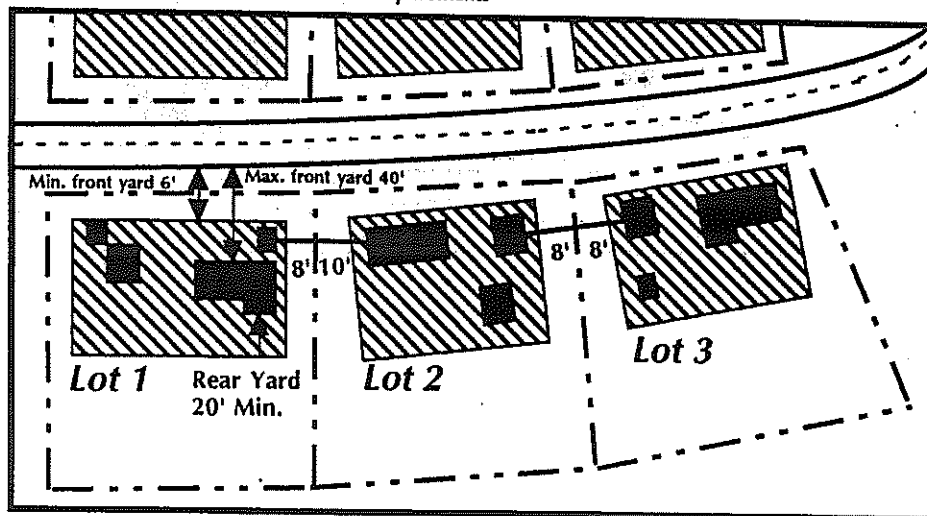 Min. front yard 6'
Max. front yard 40'
8' 10'
8' 8'
Lot 1
Rear Yard
20' Min.
Lot 2
Lot 3